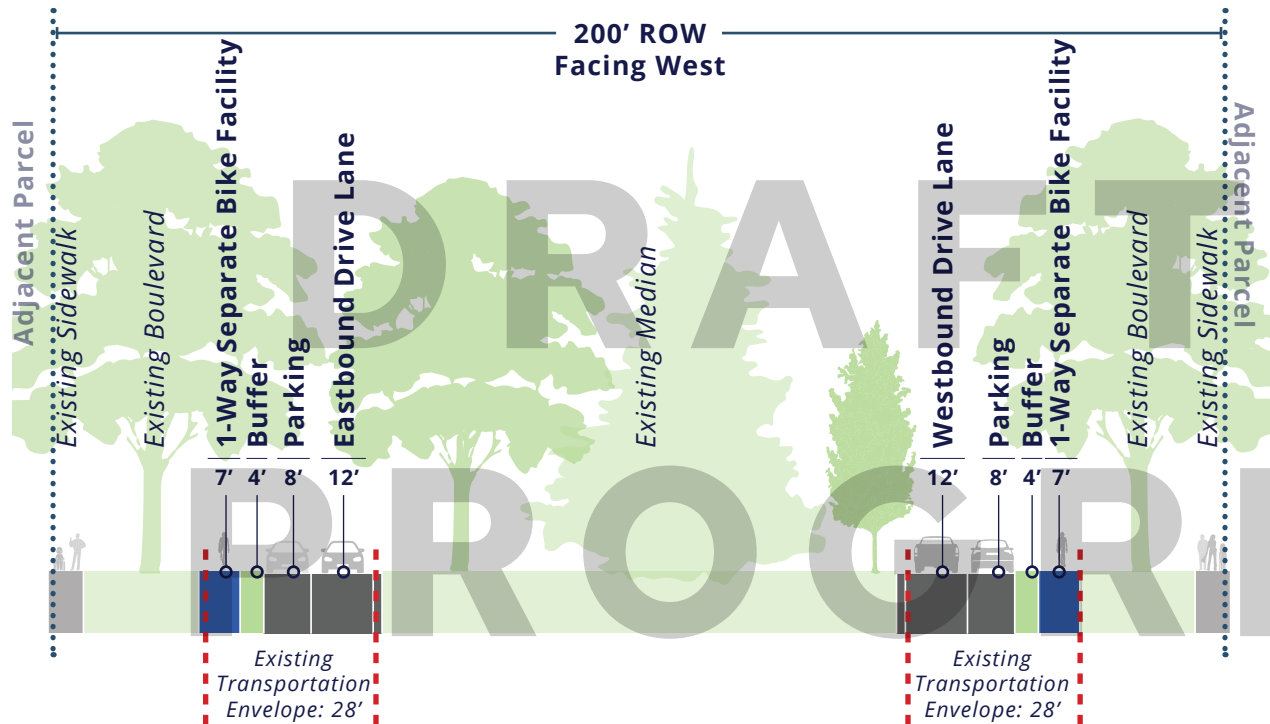 200’ ROW
Facing West
Adjacent Parcel
Existing Sidewalk
Existing Boulevard
1-Way Separate Bike Facility
Buffer
Parking
Eastbound Drive Lane
Existing Median
Westbound Drive Lane
Parking
Buffer
1-Way Separate Bike Facility
Existing Boulevard
Existing Sidewalk
Adjacent Parcel
DRAFT
7’ 4’ 8’ 12’ 12’ 8’ 4’ 7’
Existing
Transportation
Envelope: 28’
Existing
Transportation
Envelope: 28’